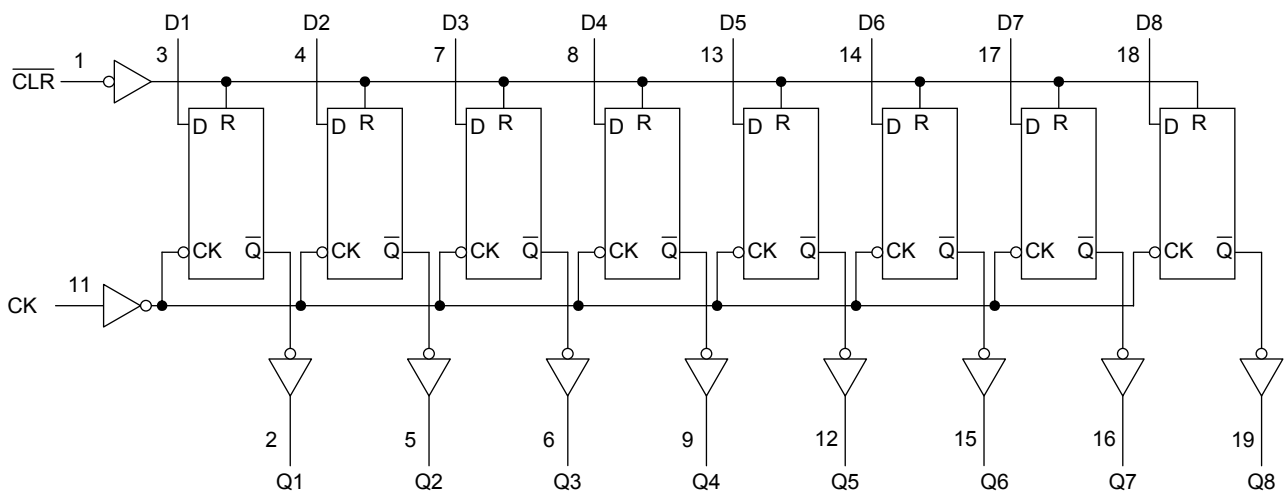 D1 D2 D3 D4 D5 D6 D7 D8
1 3 4 7 8 13 14 17 18
C̅L̅R̅
D R D R D R D R D R D R D R D R
CK Q̅ CK Q̅ CK Q̅ CK Q̅ CK Q̅ CK Q̅ CK Q̅ CK Q̅
11
CK
2 5 6 9 12 15 16 19
Q1 Q2 Q3 Q4 Q5 Q6 Q7 Q8